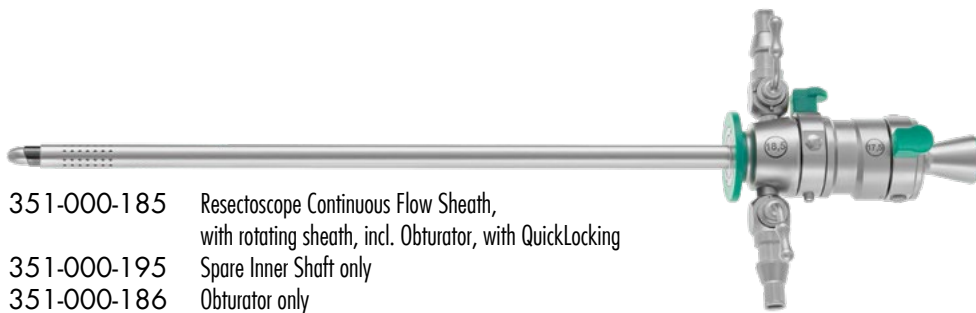 18,5
17,5
351-000-185 Resectoscope Continuous Flow Sheath,
with rotating sheath, incl. Obturator, with QuickLocking
351-000-195 Spare Inner Shaft only
351-000-186 Obturator only